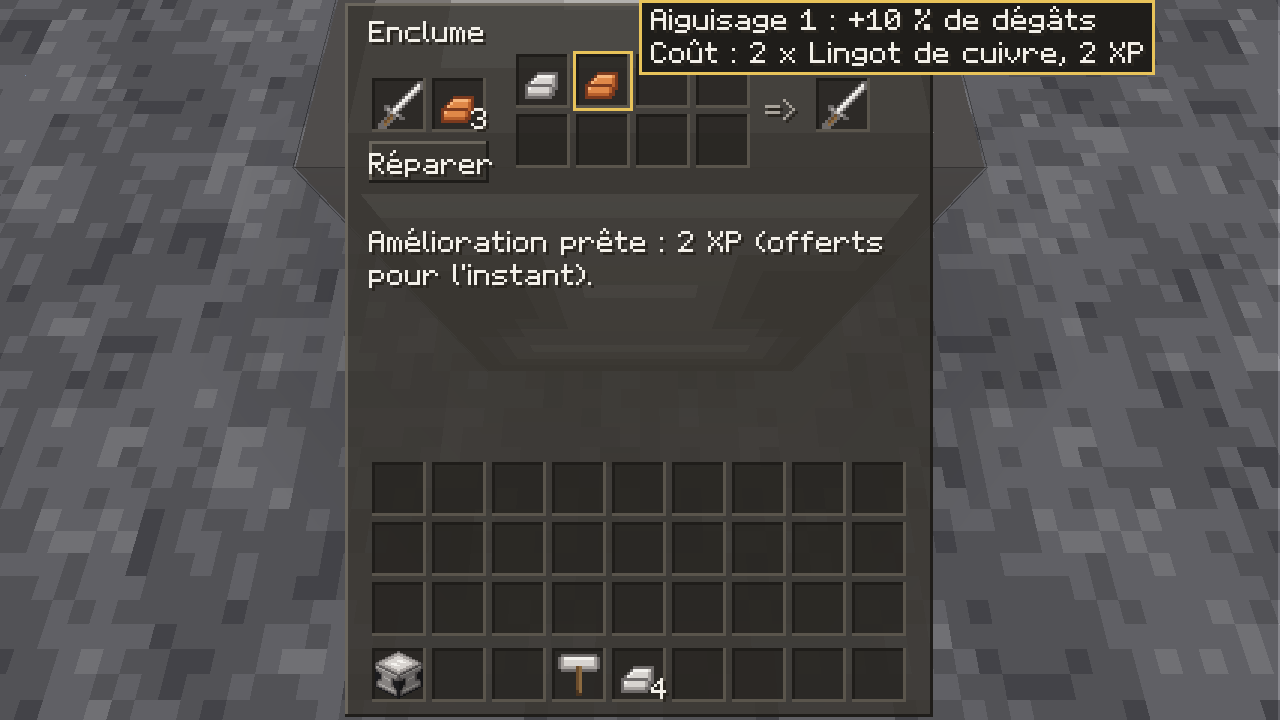 Enclume
Aiguisage 1 : +10 % de dégâts
Coût : 2 x Lingot de cuivre, 2 XP
3
=>
Réparer
Amélioration prête : 2 XP (offerts
pour l'instant).
4